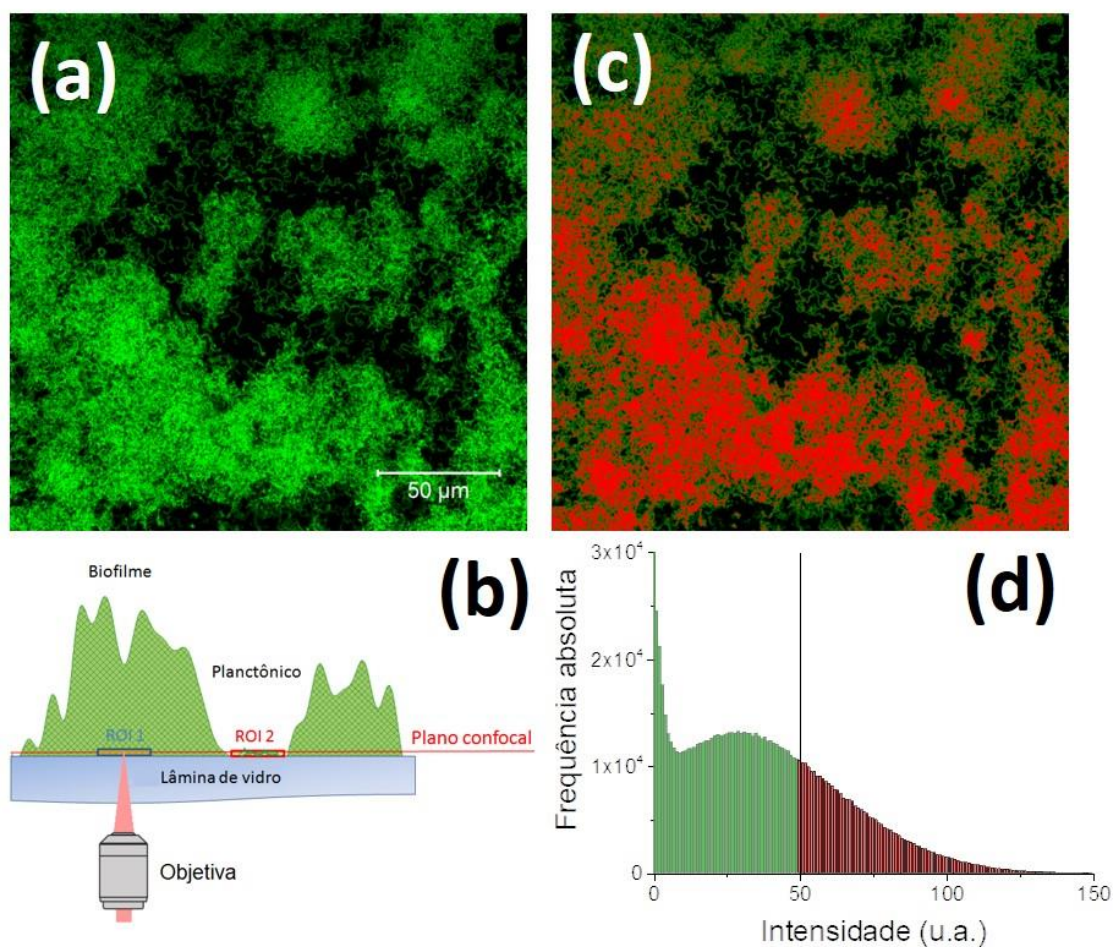 (a)
50 µm
(c)
(b)
Biofilme
Planctônico
ROI 1
ROI 2
Plano confocal
Lâmina de vidro
Objetiva
(d)
Frequência absoluta
3x10⁴
2x10⁴
1x10⁴
0
0
50
100
150
Intensidade (u.a.)